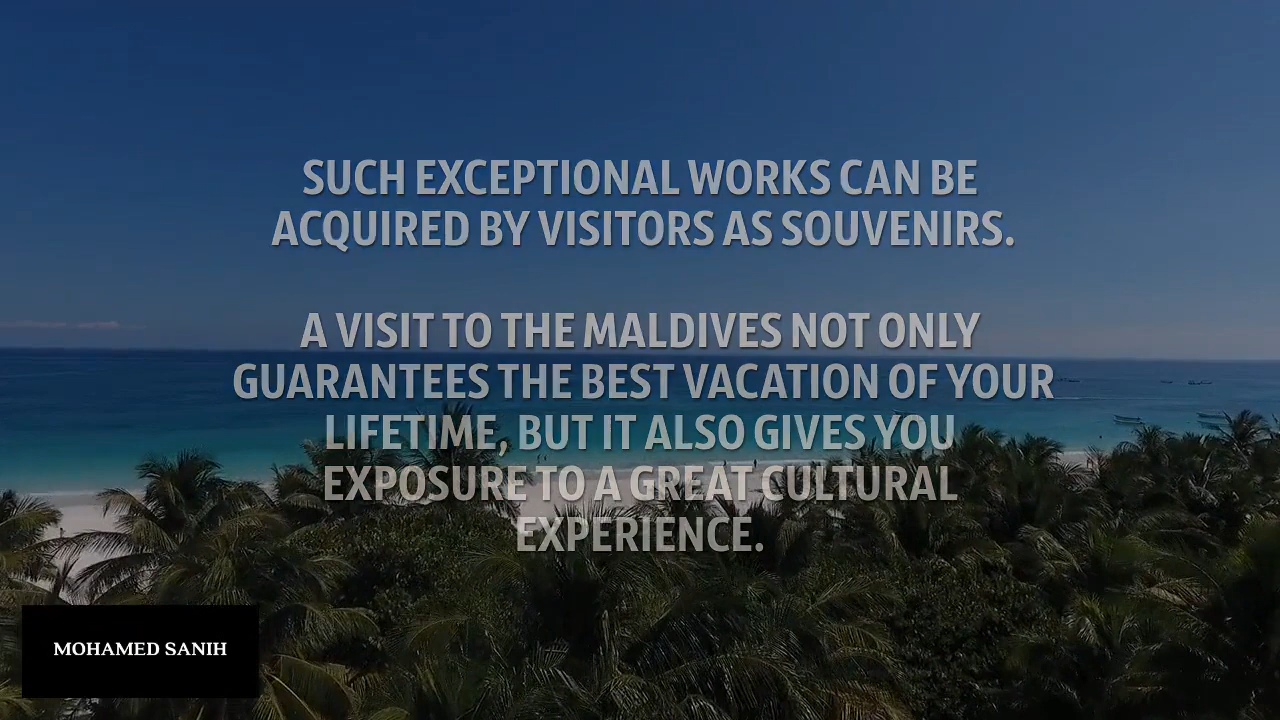 SUCH EXCEPTIONAL WORKS CAN BE
ACQUIRED BY VISITORS AS SOUVENIRS.
A VISIT TO THE MALDIVES NOT ONLY
GUARANTEES THE BEST VACATION OF YOUR
LIFETIME, BUT IT ALSO GIVES YOU
EXPOSURE TO A GREAT CULTURAL
EXPERIENCE.
MOHAMED SANIH